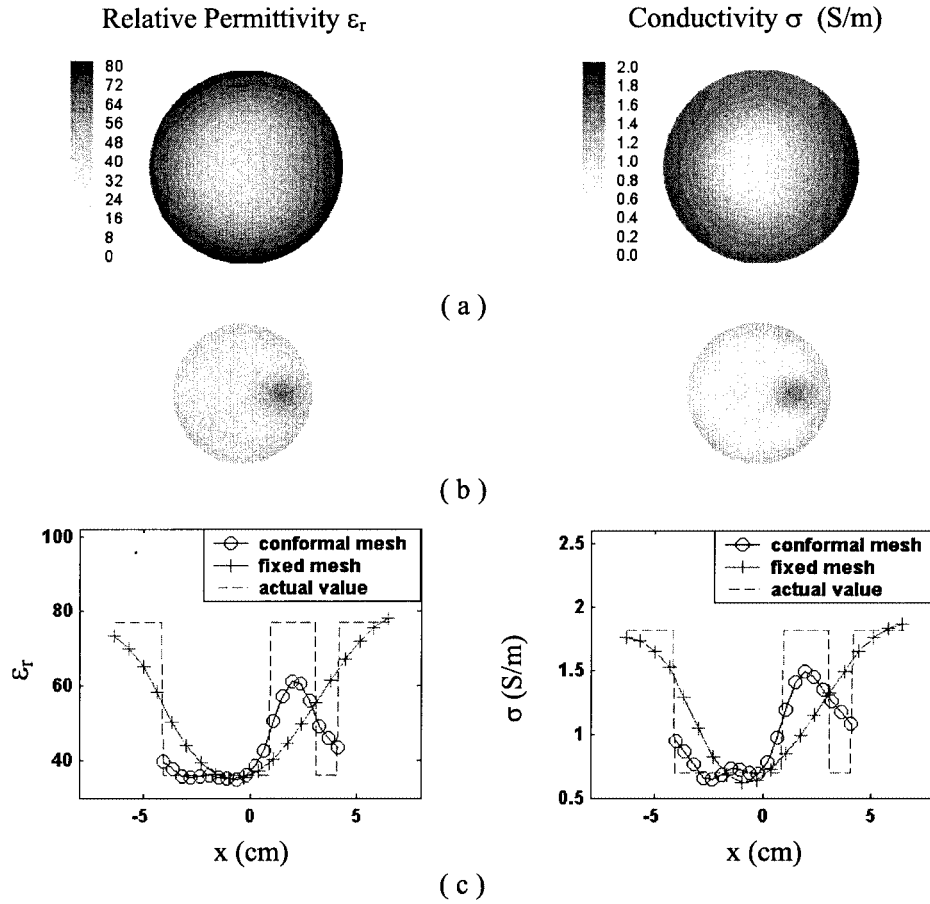 Relative Permittivity εr
Conductivity σ (S/m)
80
72
64
56
48
40
32
24
16
8
0
2.0
1.8
1.6
1.4
1.2
1.0
0.8
0.6
0.4
0.2
0.0
( a )
( b )
100
80
60
40
εr
conformal mesh
fixed mesh
actual value
-5
0
5
x (cm)
2.5
2
1.5
1
0.5
σ (S/m)
conformal mesh
fixed mesh
actual value
-5
0
5
x (cm)
( c )